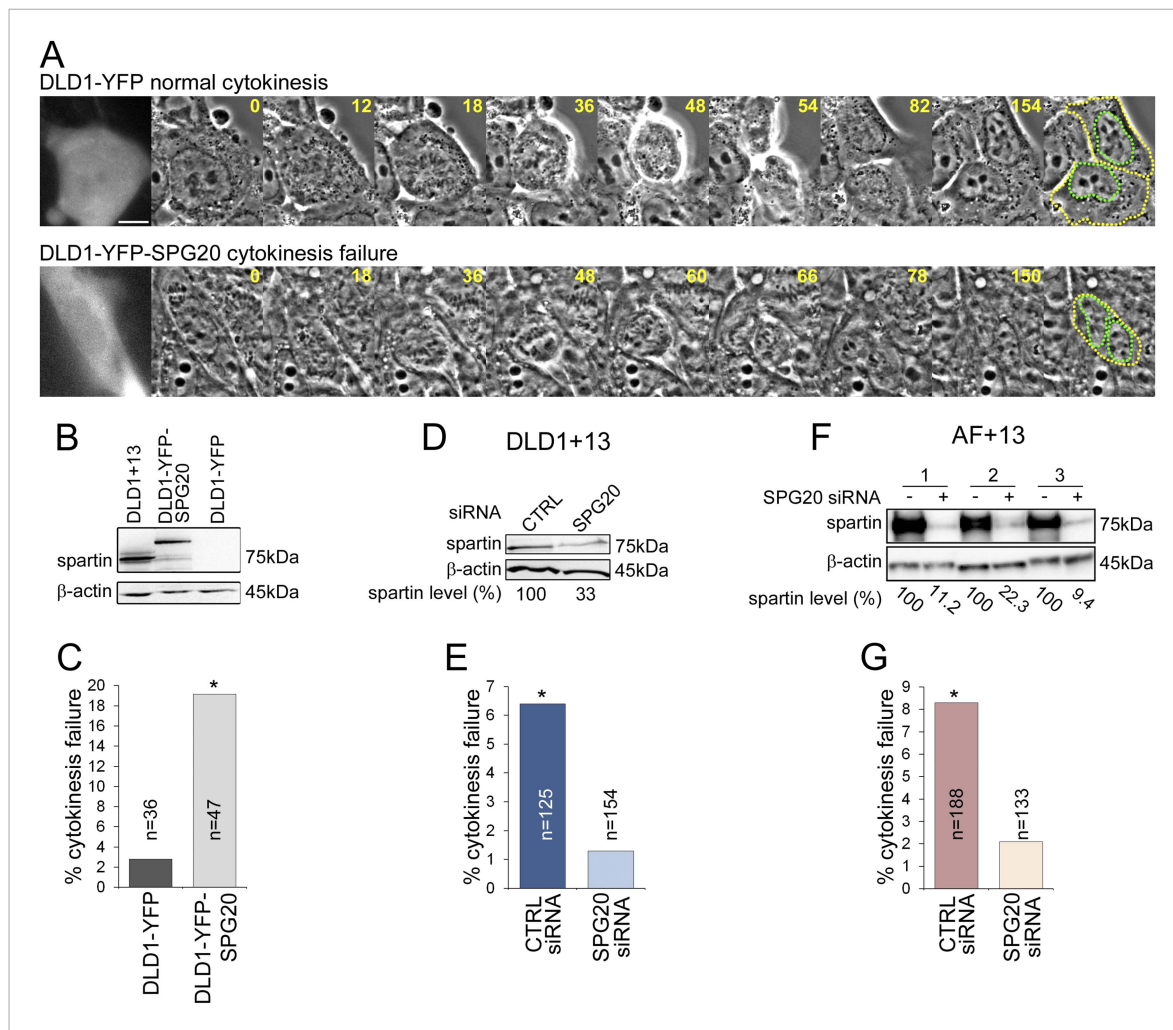 A
DLD1-YFP normal cytokinesis
0 12 18 36 48 54 82 154
DLD1-YFP-SPG20 cytokinesis failure
0 18 36 48 60 66 78 150
B
DLD1+13
DLD1-YFP-
SPG20
DLD1-YFP
spartin
75kDa
β-actin
45kDa
D
DLD1+13
siRNA
CTRL
SPG20
spartin
75kDa
β-actin
45kDa
spartin level (%) 100 33
F
AF+13
1 2 3
SPG20 siRNA - + - + - +
spartin
75kDa
β-actin
45kDa
spartin level (%) 100 11.2 100 22.3 100 9.4
C
% cytokinesis failure
20
18
16
14
12
10
8
6
4
2
0
n=36
*
n=47
DLD1-YFP
DLD1-YFP-
SPG20
E
% cytokinesis failure
7
6
5
4
3
2
1
0
*
n=125
n=154
CTRL
siRNA
SPG20
siRNA
G
% cytokinesis failure
9
8
7
6
5
4
3
2
1
0
*
n=188
n=133
CTRL
siRNA
SPG20
siRNA